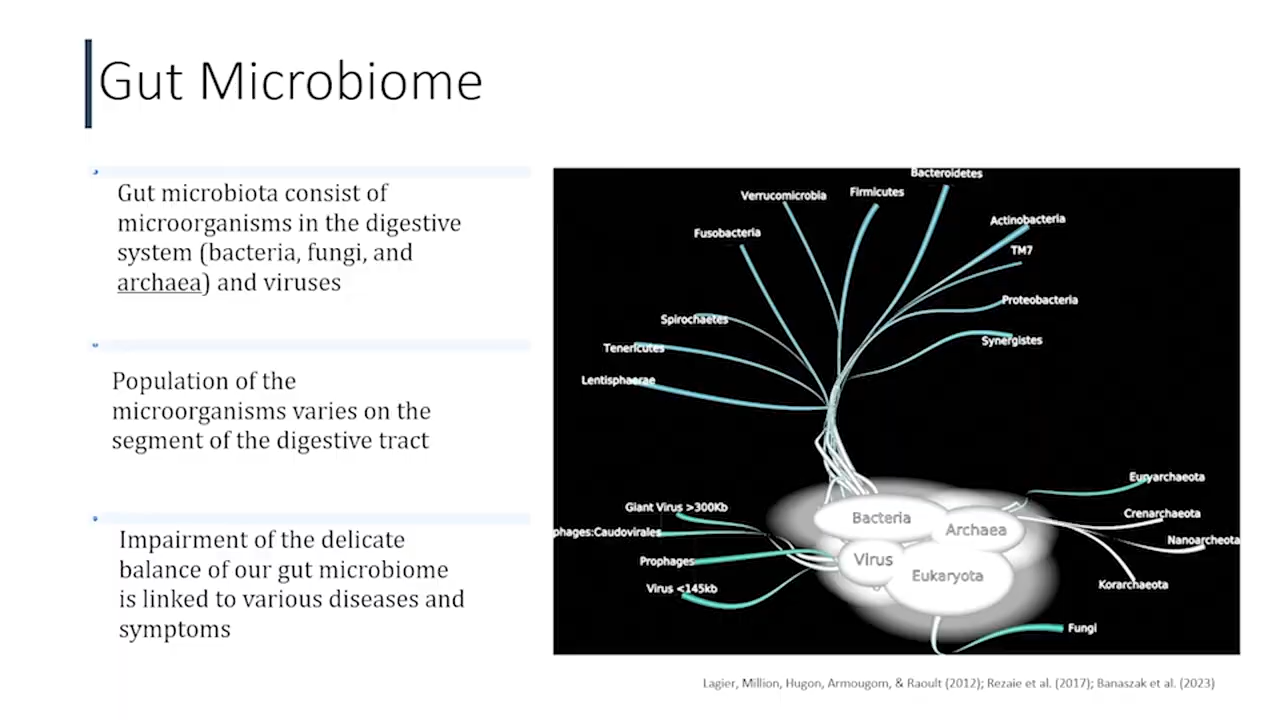 Gut Microbiome
Gut microbiota consist of
microorganisms in the digestive
system (bacteria, fungi, and
archaea) and viruses
Population of the
microorganisms varies on the
segment of the digestive tract
Impairment of the delicate
balance of our gut microbiome
is linked to various diseases and
symptoms
Bacteroidetes
Verrucomicrobia
Firmicutes
Actinobacteria
Fusobacteria
TM7
Proteobacteria
Spirochaetes
Synergistes
Tenericutes
Lentisphaerae
Euryarchaeota
Giant Virus >300Kb
Crenarchaeota
Bacteria
Archaea
phages:Caudovirales
Nanoarcheota
Prophages
Virus
Eukaryota
Korarchaeota
Virus <145kb
Fungi
Lagier, Million, Hugon, Armougom, & Raoult (2012); Rezaie et al. (2017); Banaszak et al. (2023)